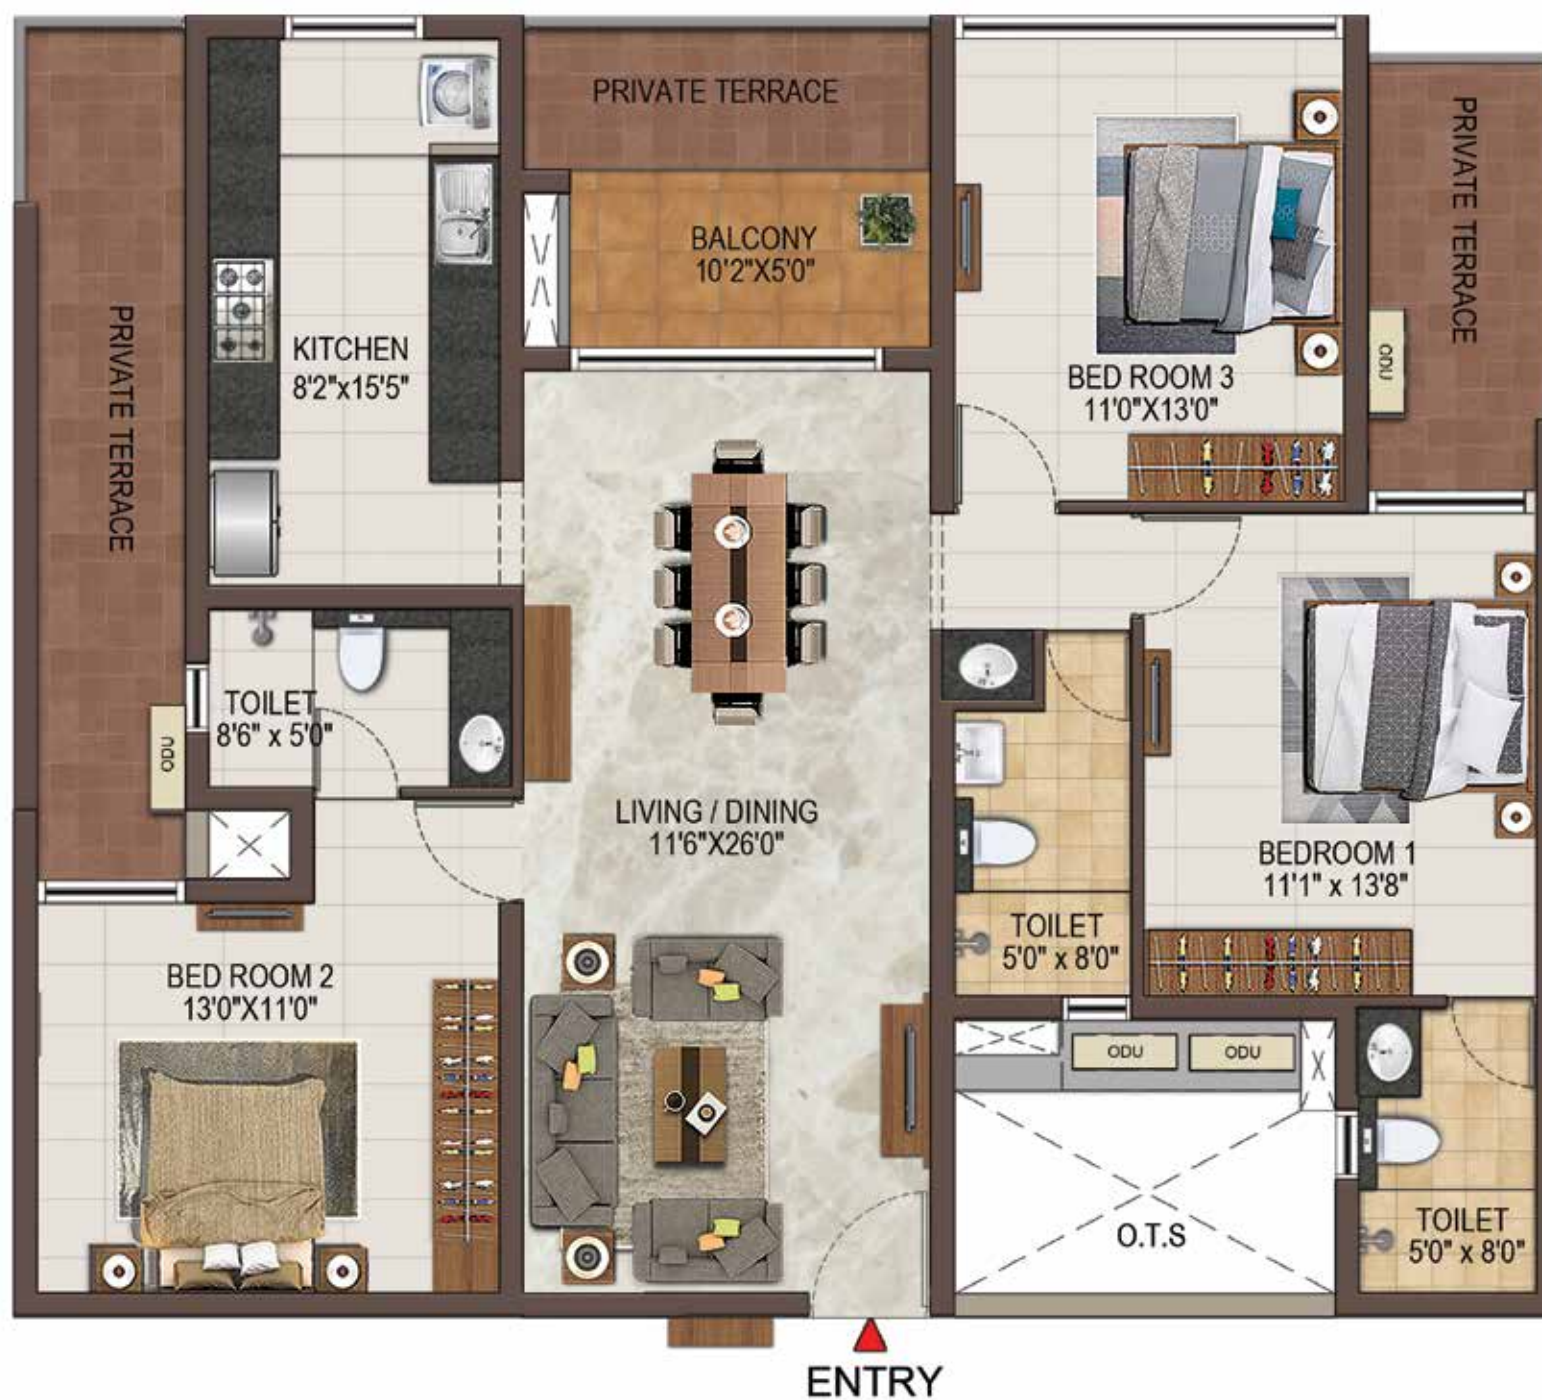 PRIVATE TERRACE
PRIVATE TERRACE
PRIVATE TERRACE
BALCONY
10'2"X5'0"
KITCHEN
8'2"x15'5"
BED ROOM 3
11'0"X13'0"
ODU
TOILET
8'6" x 5'0"
ODU
LIVING / DINING
11'6"X26'0"
BEDROOM 1
11'1" x 13'8"
TOILET
5'0" x 8'0"
BED ROOM 2
13'0"X11'0"
ODU
ODU
O.T.S
TOILET
5'0" x 8'0"
ENTRY